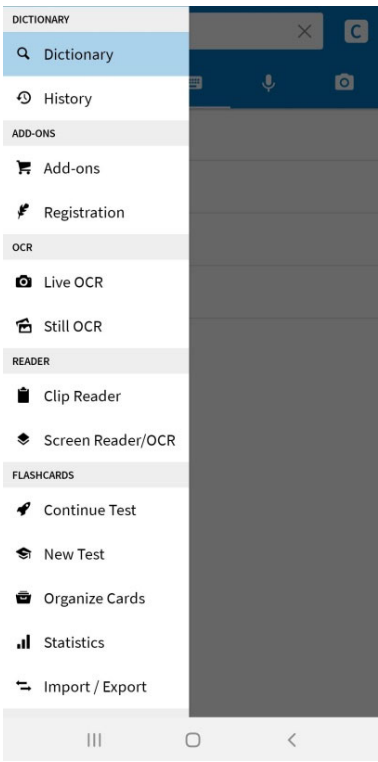 DICTIONARY
Dictionary
C
History
ADD-ONS
Add-ons
Registration
OCR
Live OCR
Still OCR
READER
Clip Reader
Screen Reader/OCR
FLASHCARDS
Continue Test
New Test
Organize Cards
Statistics
Import / Export